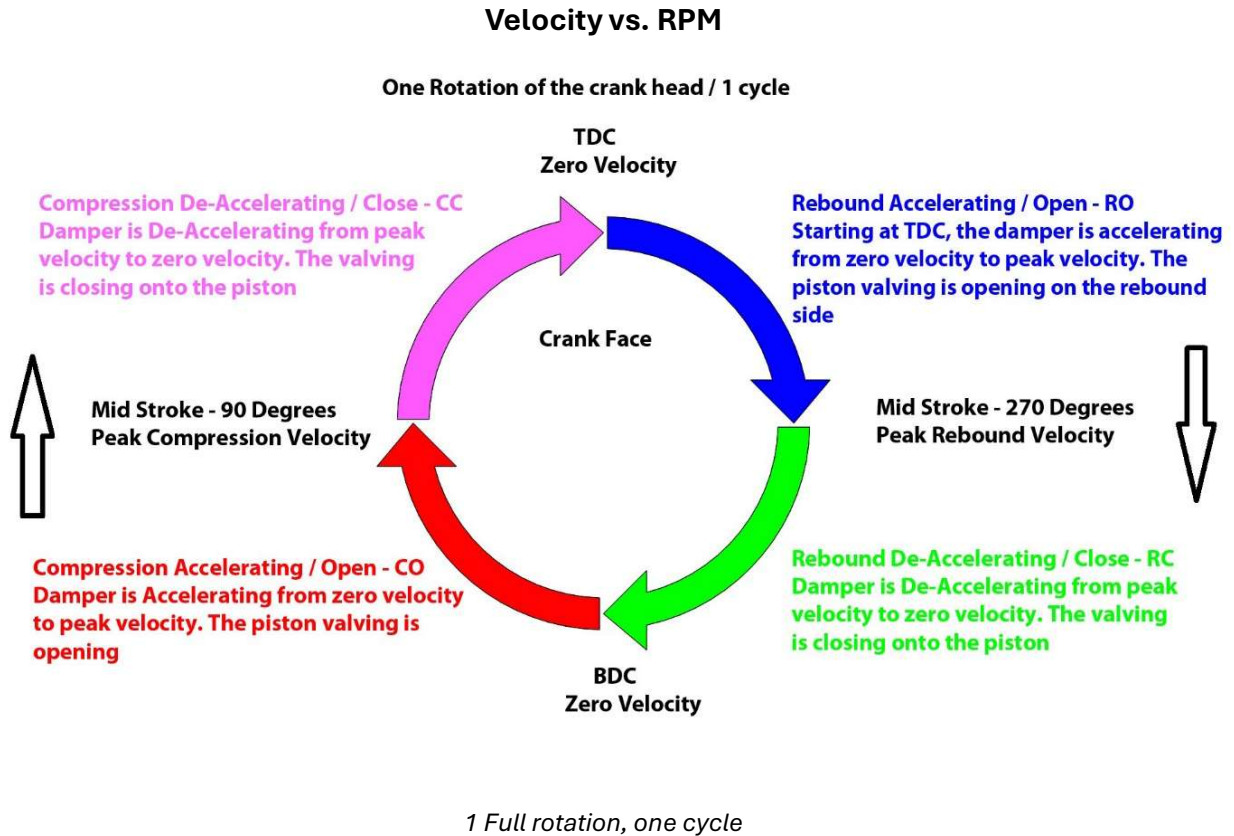 Velocity vs. RPM
One Rotation of the crank head / 1 cycle
TDC
Zero Velocity
Compression De-Accelerating / Close - CC
Damper is De-Accelerating from peak
velocity to zero velocity. The valving
is closing onto the piston
Rebound Accelerating / Open - RO
Starting at TDC, the damper is accelerating
from zero velocity to peak velocity. The
piston valving is opening on the rebound
side
Crank Face
Mid Stroke - 90 Degrees
Peak Compression Velocity
Mid Stroke - 270 Degrees
Peak Rebound Velocity
Compression Accelerating / Open - CO
Damper is Accelerating from zero velocity
to peak velocity. The piston valving is
opening
Rebound De-Accelerating / Close - RC
Damper is De-Accelerating from peak
velocity to zero velocity. The valving
is closing onto the piston
BDC
Zero Velocity
1 Full rotation, one cycle